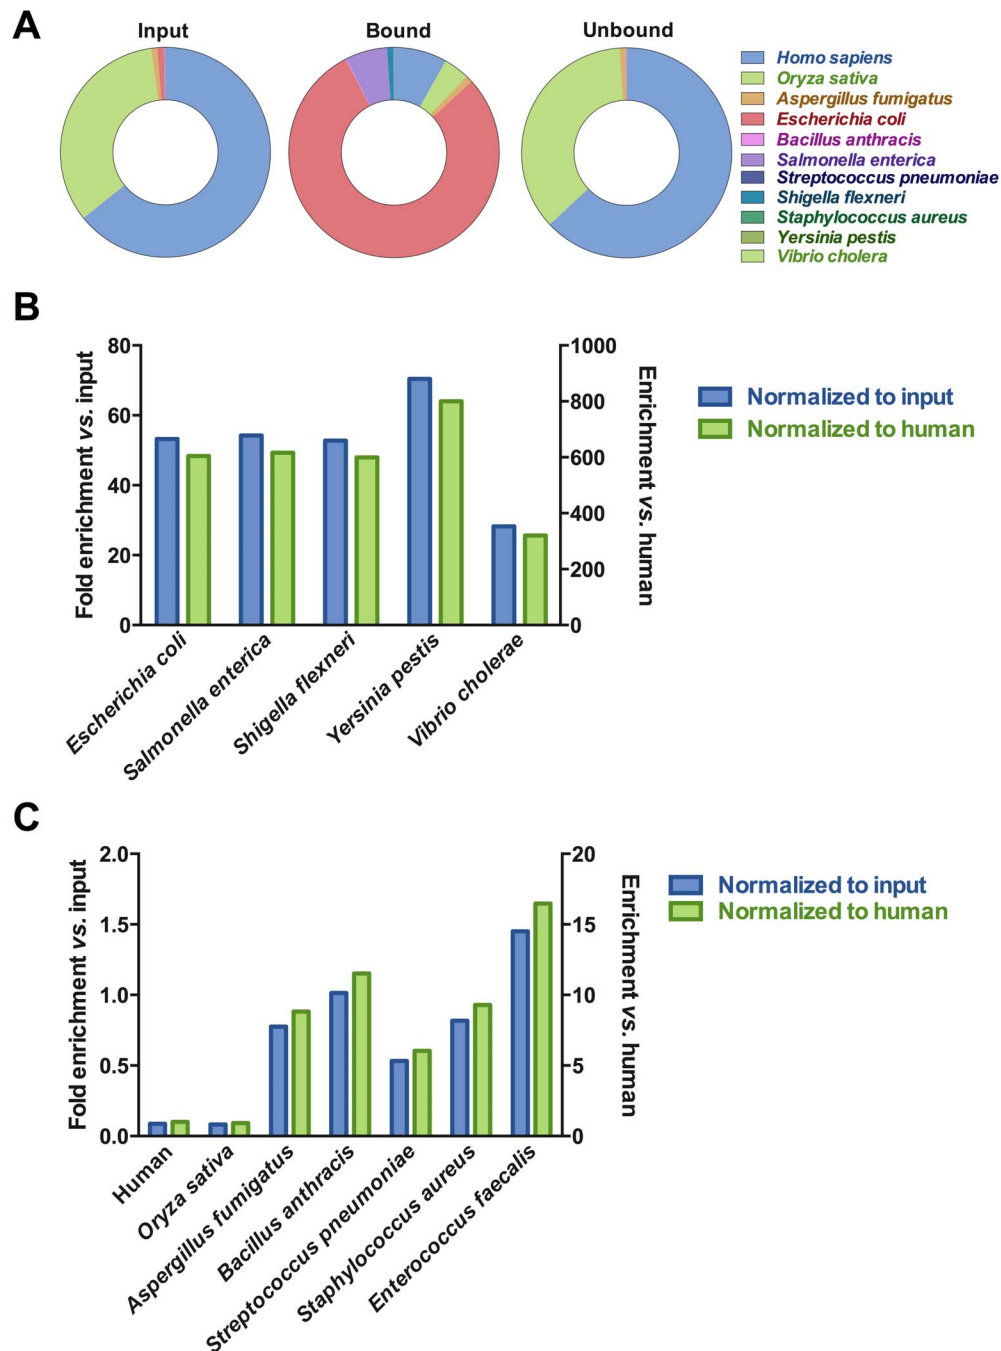 A
Input
Bound
Unbound
Homo sapiens
Oryza sativa
Aspergillus fumigatus
Escherichia coli
Bacillus anthracis
Salmonella enterica
Streptococcus pneumoniae
Shigella flexneri
Staphylococcus aureus
Yersinia pestis
Vibrio cholera
B
Fold enrichment vs. input
80
60
40
20
0
1000
800
600
400
200
0
Enrichment vs. human
Normalized to input
Normalized to human
Escherichia coli
Salmonella enterica
Shigella flexneri
Yersinia pestis
Vibrio cholerae
C
Fold enrichment vs. input
2.0
1.5
1.0
0.5
0.0
20
15
10
5
0
Enrichment vs. human
Normalized to input
Normalized to human
Human
Oryza sativa
Aspergillus fumigatus
Bacillus anthracis
Streptococcus pneumoniae
Staphylococcus aureus
Enterococcus faecalis